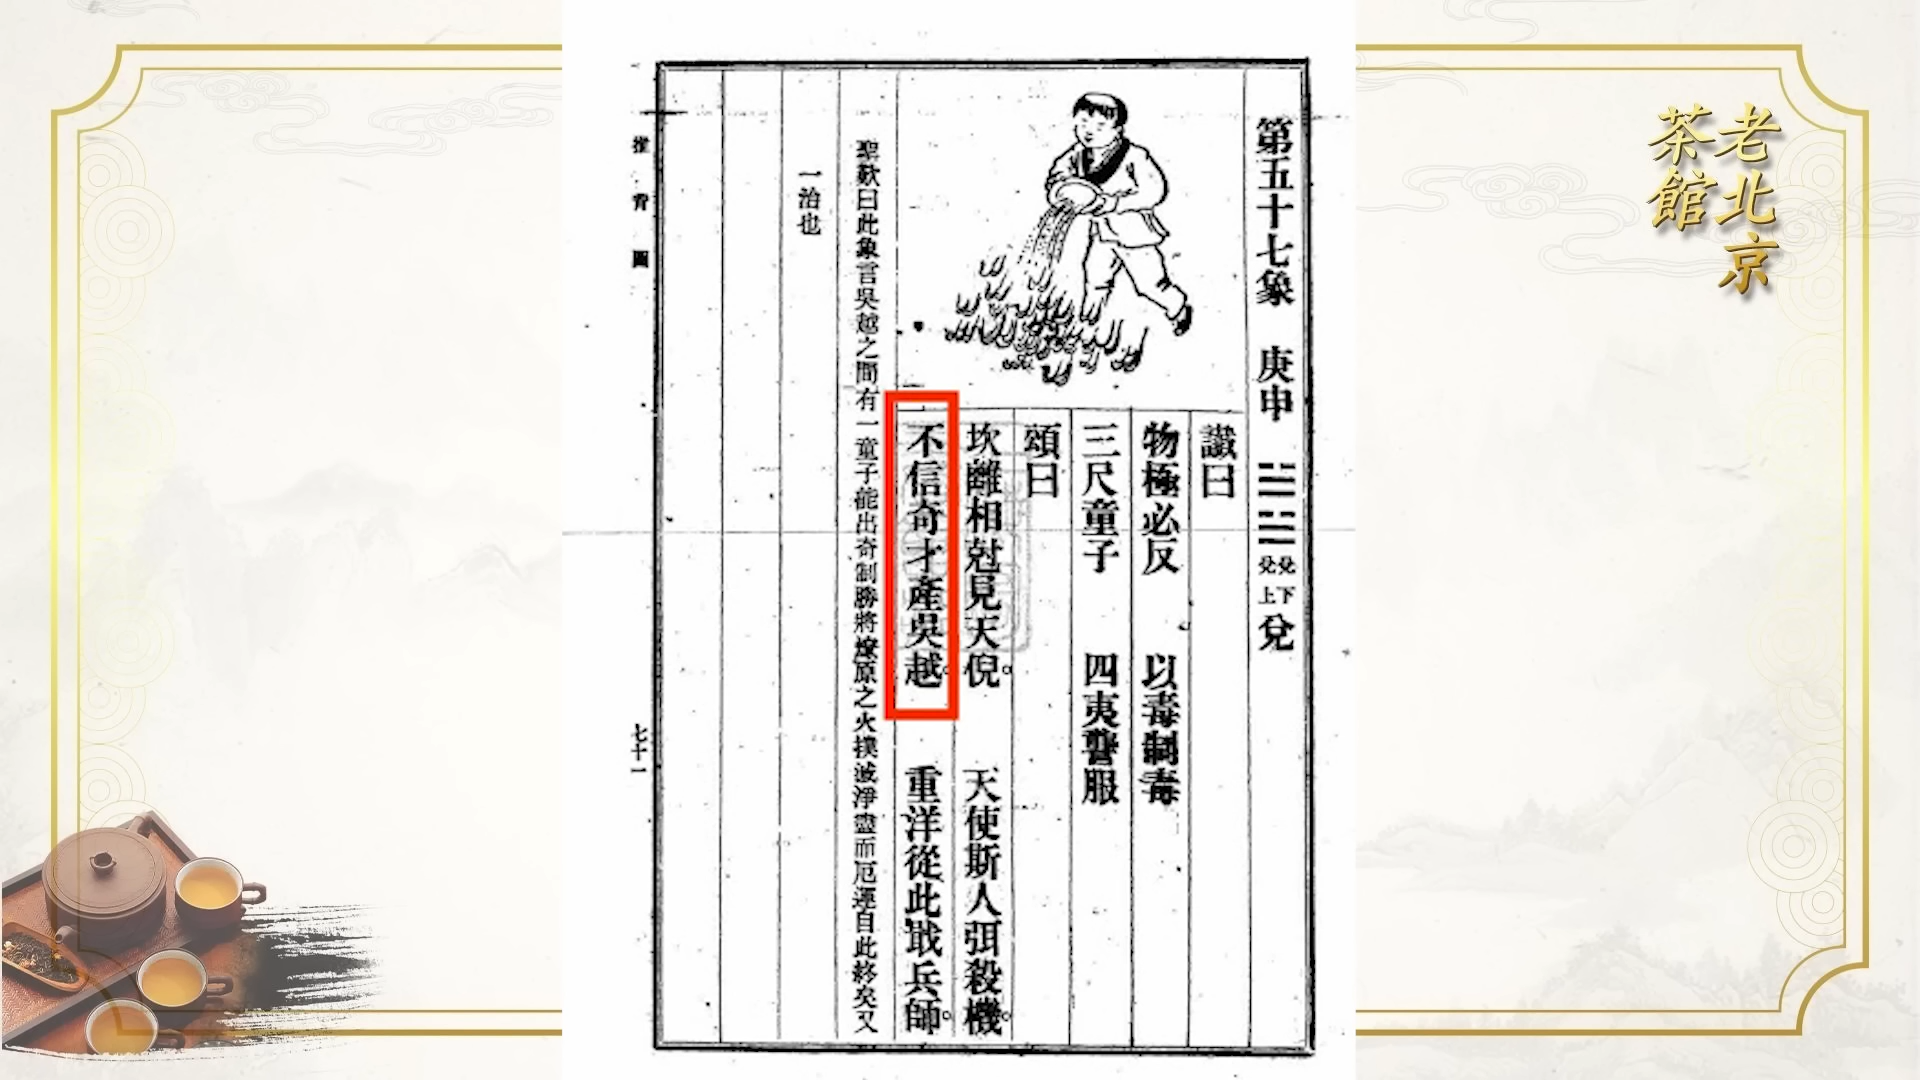 老北京
茶館
第五十七象 庚申 兌下兌上 兌
讖曰
物極必反 以毒制毒
三尺童子 四夷讋服
頌曰
坎離相剋見天倪。 天使斯人弭殺機。
不信奇才產吳越。 重洋從此戢兵師。
聖歎曰此象言吳越之間有一童子能出奇制勝將燎原之火撲滅淨盡而厄運自此終矣又
一治也
推背圖
七十一